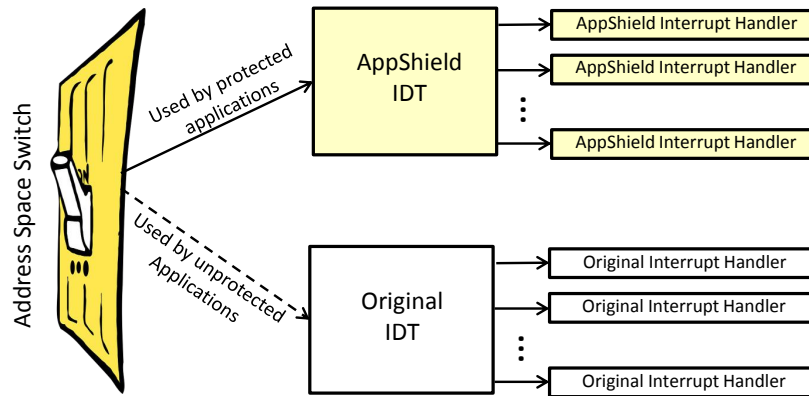 Address Space Switch
Used by protected
applications
Used by unprotected
Applications
AppShield
IDT
AppShield Interrupt Handler
AppShield Interrupt Handler
AppShield Interrupt Handler
Original
IDT
Original Interrupt Handler
Original Interrupt Handler
Original Interrupt Handler